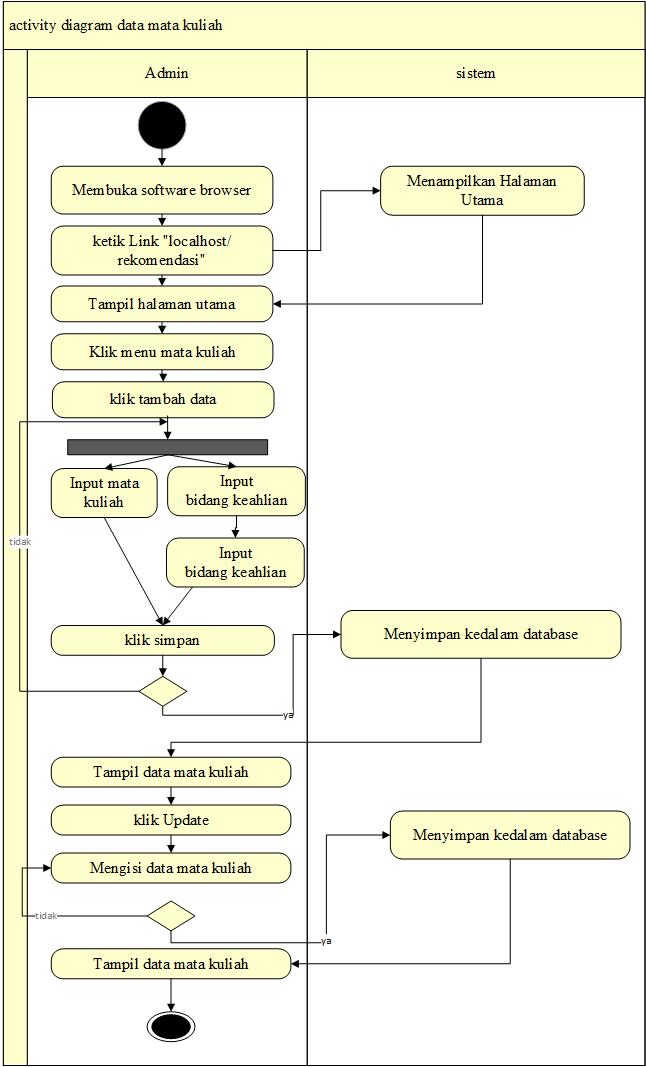 activity diagram data mata kuliah
Admin
sistem
Membuka software browser
Menampilkan Halaman
Utama
ketik Link "localhost/
rekomendasi"
Tampil halaman utama
Klik menu mata kuliah
klik tambah data
Input mata
kuliah
Input
bidang keahlian
tidak
Input
bidang keahlian
klik simpan
Menyimpan kedalam database
ya
Tampil data mata kuliah
klik Update
Menyimpan kedalam database
Mengisi data mata kuliah
tidak
ya
Tampil data mata kuliah